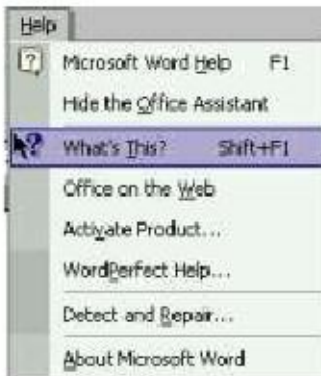 Help
Microsoft Word Help F1
Hide the Office Assistant
What's This? Shift+F1
Office on the Web
Activate Product...
WordPerfect Help...
Detect and Repair...
About Microsoft Word